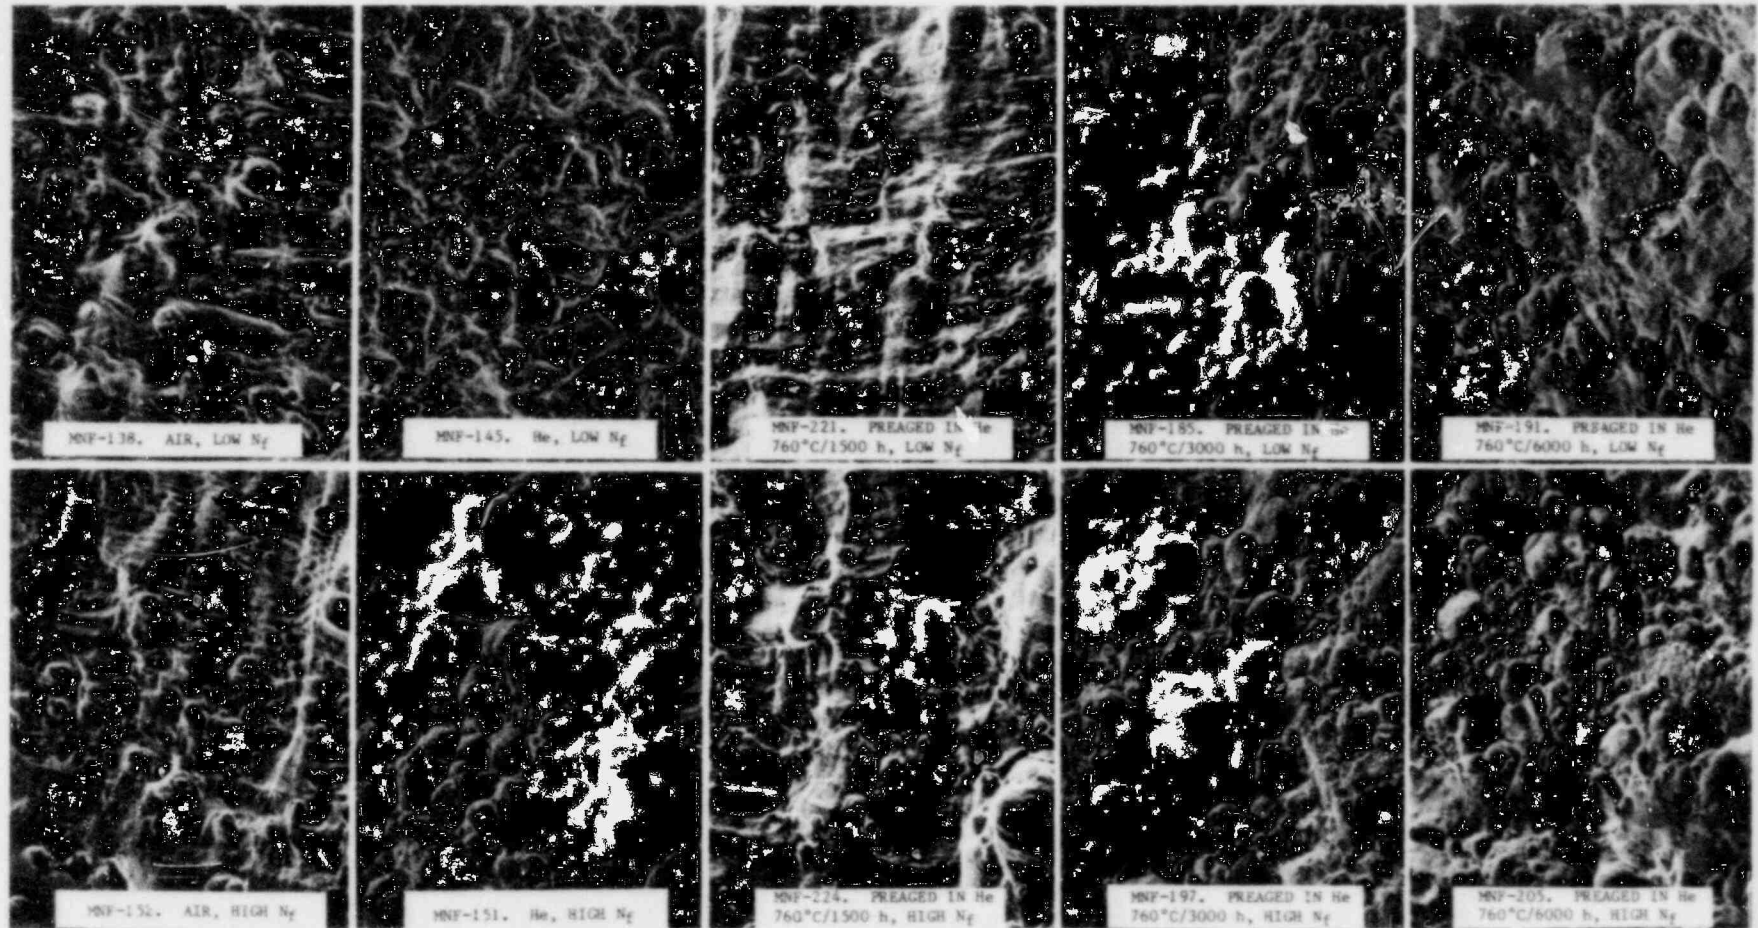 MNF-138. AIR, LOW Nf
MNF-145. He, LOW Nf
MNF-221. PREAGED IN He
760°C/1500 h, LOW Nf
MNF-185. PREAGED IN He
760°C/3000 h, LOW Nf
MNF-191. PREAGED IN He
760°C/6000 h, LOW Nf
MNF-152. AIR, HIGH Nf
MNF-151. He, HIGH Nf
MNF-224. PREAGED IN He
760°C/1500 h, HIGH Nf
MNF-197. PREAGED IN He
760°C/3000 h, HIGH Nf
MNF-205. PREAGED IN He
760°C/6000 h, HIGH Nf